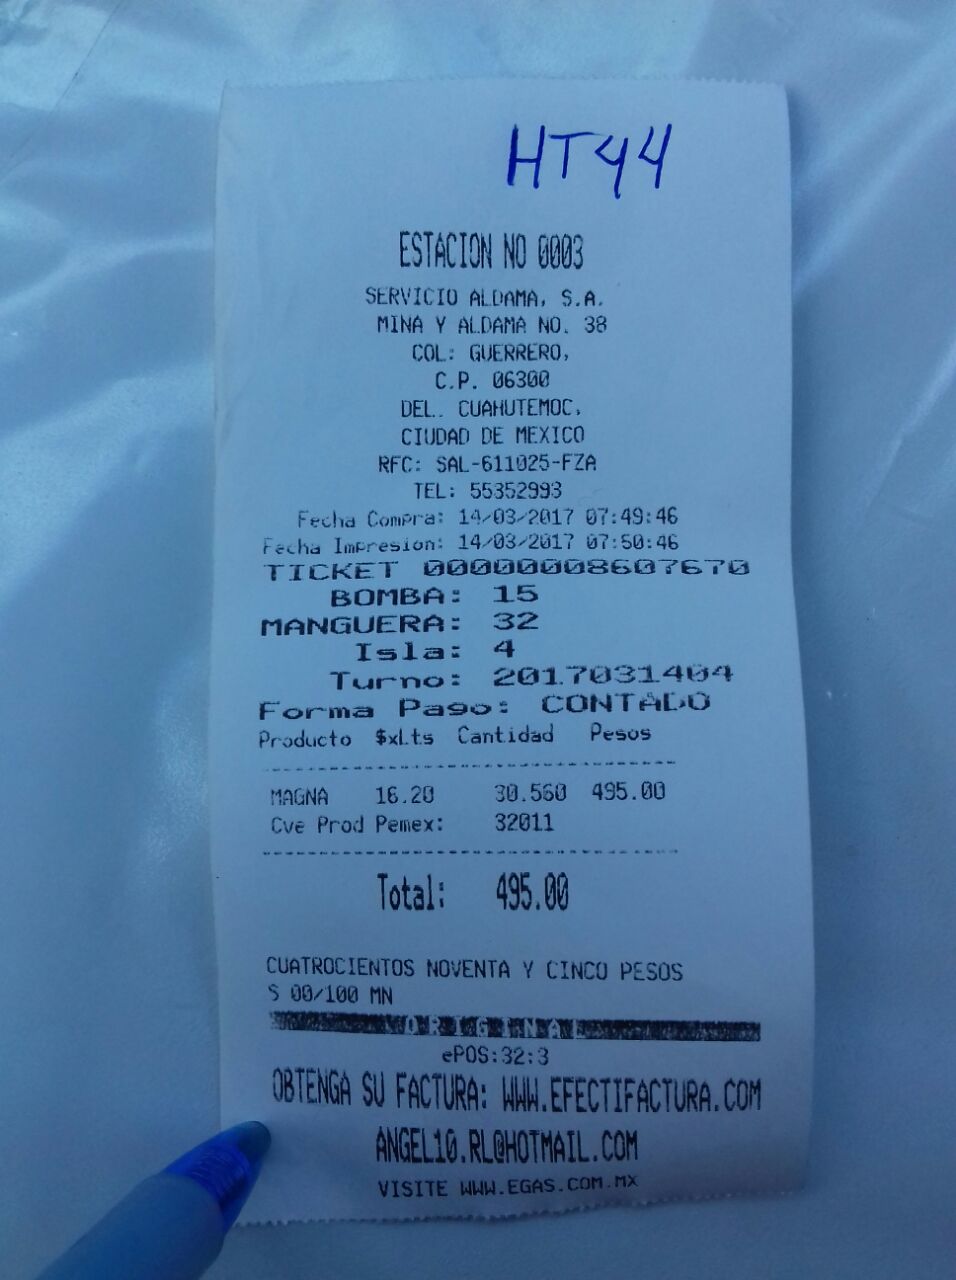 HT44
ESTACION NO 0003
SERVICIO ALDAMA, S.A.
MINA Y ALDAMA NO. 38
COL: GUERRERO,
C.P. 06300
DEL. CUAHUTEMOC,
CIUDAD DE MEXICO
RFC: SAL-611025-FZA
TEL: 55352993
Fecha Compra: 14/03/2017 07:49:46
Fecha Impresion: 14/03/2017 07:50:46
TICKET 00000008607670
BOMBA: 15
MANGUERA: 32
Isla: 4
Turno: 2017031404
Forma Pago: CONTADO
Producto $xLts Cantidad Pesos
MAGNA 16.20 30.560 495.00
Cve Prod Pemex: 32011
Total: 495.00
CUATROCIENTOS NOVENTA Y CINCO PESOS
S 00/100 MN
ORIGINAL
ePOS:32:3
OBTENGA SU FACTURA: WWW.EFECTIFACTURA.COM
ANGEL10.RL@HOTMAIL.COM
VISITE WWW.EGAS.COM.MX